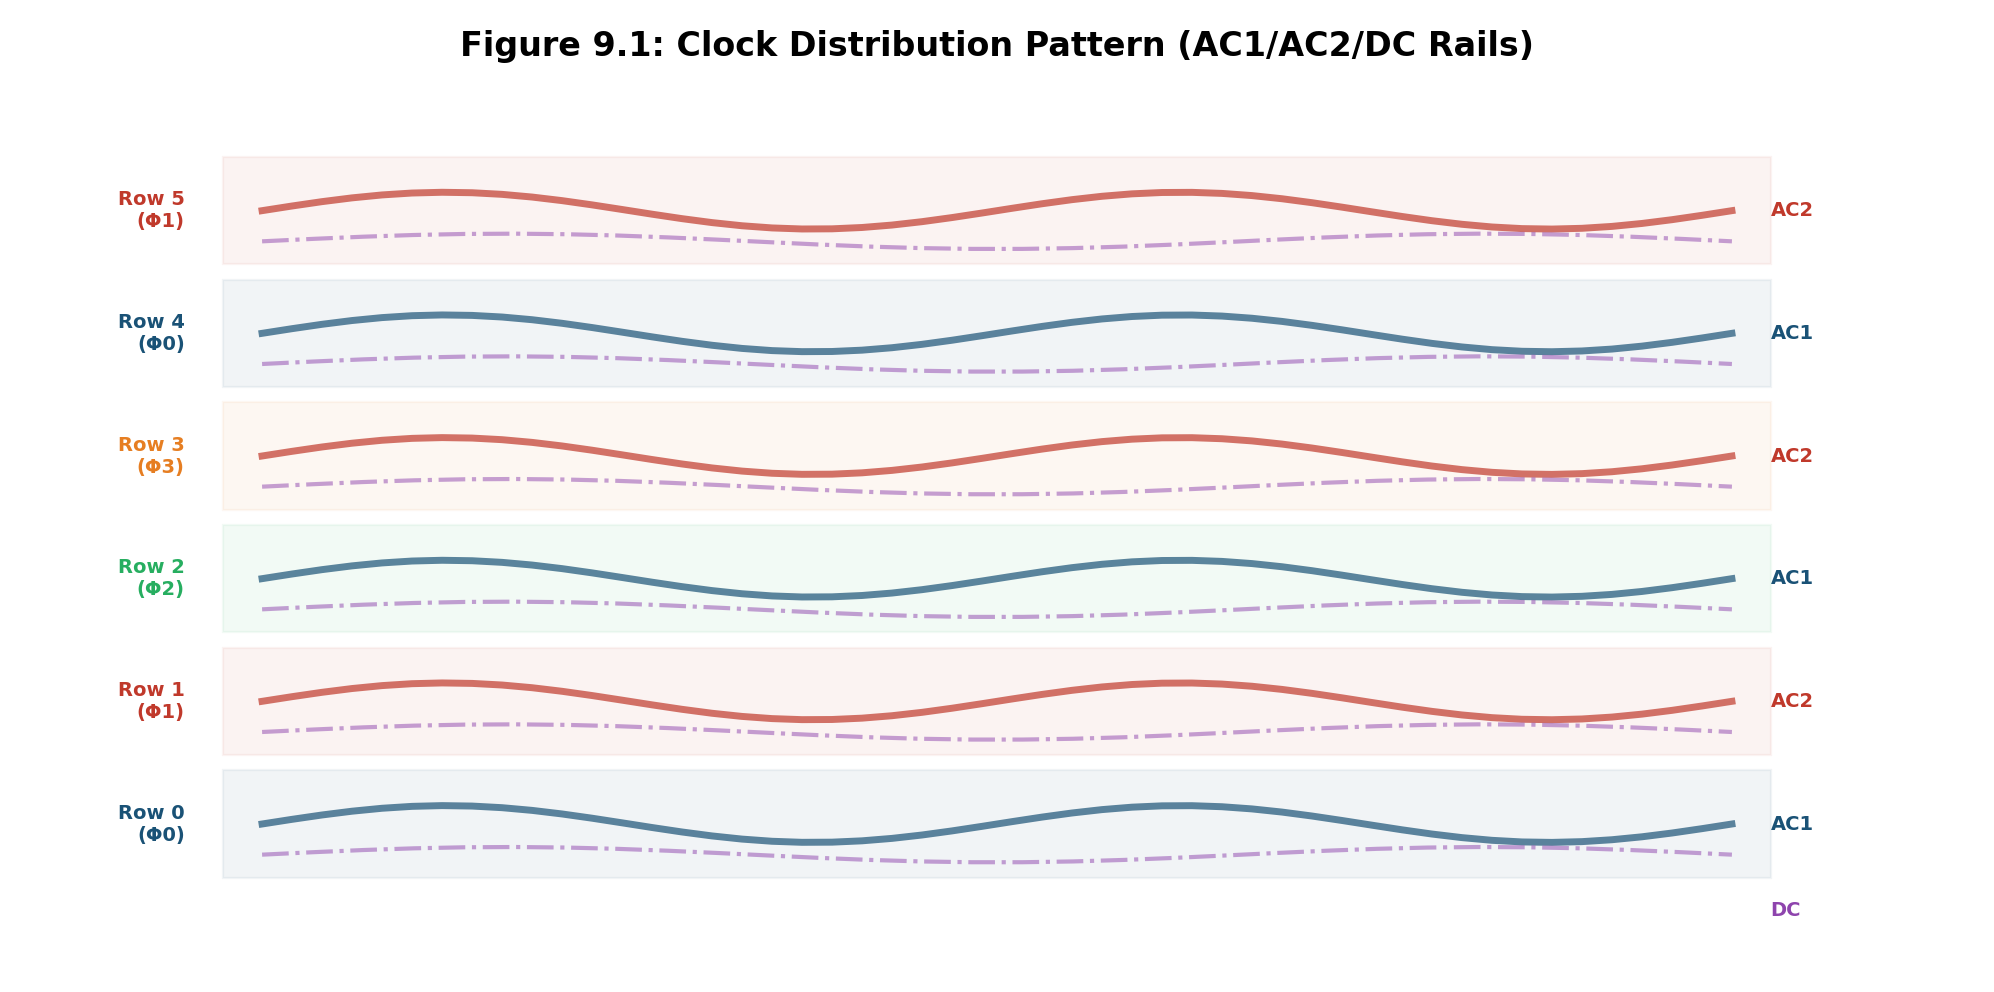 Figure 9.1: Clock Distribution Pattern (AC1/AC2/DC Rails)
Row 5
(Φ1)
AC2
Row 4
(Φ0)
AC1
Row 3
(Φ3)
AC2
Row 2
(Φ2)
AC1
Row 1
(Φ1)
AC2
Row 0
(Φ0)
AC1
DC